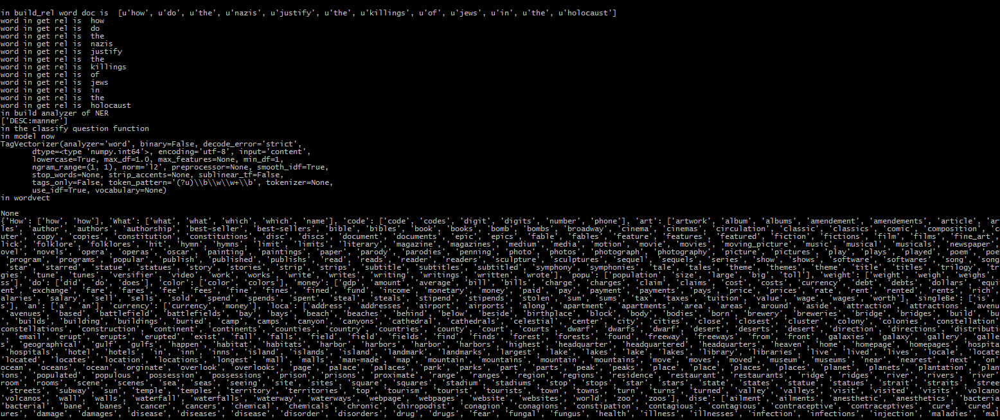 in build_rel word doc is  [u'how', u'do', u'the', u'nazis', u'justify', u'the', u'killings', u'of', u'jews', u'in', u'the', u'holocaust']
word in get rel is  how
word in get rel is  do
word in get rel is  the
word in get rel is  nazis
word in get rel is  justify
word in get rel is  the
word in get rel is  killings
word in get rel is  of
word in get rel is  jews
word in get rel is  in
word in get rel is  the
word in get rel is  holocaust
in build analyzer of NER
['DESC:manner']
in the classify question function
in model now
TagVectorizer(analyzer='word', binary=False, decode_error='strict',
dtype=<type 'numpy.int64'>, encoding='utf-8', input='content',
lowercase=True, max_df=1.0, max_features=None, min_df=1,
ngram_range=(1, 1), norm='l2', preprocessor=None, smooth_idf=True,
stop_words=None, strip_accents=None, sublinear_tf=False,
tags_only=False, token_pattern='(?u)\\b\\w\\w+\\b', tokenizer=None,
use_idf=True, vocabulary=None)
in wordvect
None
{'How': ['how', 'how'], 'What': ['what', 'what', 'which', 'which', 'name'], 'code': ['code', 'codes', 'digit', 'digits', 'number', 'phone'], 'art': ['artwork', 'album', 'albums', 'amendement', 'amendements', 'article', 'art
les', 'author', 'authors', 'authorship', 'best-seller', 'best-sellers', 'bible', 'bibles', 'book', 'books', 'bomb', 'bombs', 'broadway', 'cinema', 'cinemas', 'circulation', 'classic', 'classics', 'comic', 'composition', 'co
uter', 'copy', 'copies', 'constitution', 'constitutions', 'disc', 'discs', 'document', 'documents', 'epic', 'epics', 'fable', 'fables', 'feature', 'features', 'featured', 'fiction', 'fictions', 'film', 'films', 'fine_art',
lick', 'folklore', 'folklores', 'hit', 'hymn', 'hymns', 'limit', 'limits', 'literary', 'magazine', 'magazines', 'medium', 'media', 'motion', 'movie', 'movies', 'moving_picture', 'music', 'musical', 'musicals', 'newspaper',
ovel', 'novels', 'opera', 'operas', 'oscar', 'painting', 'paintings', 'paper', 'parody', 'parodies', 'penning', 'photo', 'photos', 'photograph', 'photography', 'picture', 'pictures', 'play', 'plays', 'played', 'poem', 'poe
'program', 'programs', 'popular', 'publish', 'published', 'publishs', 'read', 'reads', 'reader', 'readers', 'sculpture', 'sculptures', 'sequel', 'sequels', 'series', 'show', 'shows', 'software', 'softwares', 'song', 'song
'star', 'starred', 'statue', 'statues', 'story', 'stories', 'strip', 'strips', 'subtitle', 'subtitles', 'subtitled', 'symphony', 'symphonies', 'tale', 'tales', 'theme', 'themes', 'theme', 'title', 'titles', 'trilogy', 'tri
gies', 'tune', 'tunes', 'versifier', 'video', 'work', 'works', 'write', 'writes', 'writing', 'writings', 'written', 'wrote'], 'popu': ['population', 'size', 'large', 'big', 'toll'], 'weight': ['weight', 'weigh', 'weighs',
ss'], 'do': ['did', 'do', 'does'], 'color': ['color', 'colors'], 'money': ['gdp', 'amount', 'average', 'bill', 'bills', 'charge', 'charges', 'claim', 'claims', 'cost', 'costs', 'currency', 'debt', 'debts', 'dollars', 'equi
ent', 'exchange', 'fare', 'fares', 'fee', 'fees', 'fine', 'fines', 'fined', 'fund', 'income', 'monetary', 'money', 'paid', 'pay', 'payment', 'payments', 'pays', 'price', 'prices', 'rate', 'rent', 'rented', 'rents', 'rich',
alaries', 'salary', 'sell', 'sells', 'sold', 'spend', 'spends', 'spent', 'steal', 'steals', 'stipend', 'stipends', 'stolen', 'sum', 'sums', 'tax', 'taxes', 'tuition', 'value', 'wage', 'wages', 'worth'], 'singleBe': ['is',
s'], 'an': ['a', 'an'], 'currency': ['currency', 'money'], 'loca': ['address', 'addresses', 'airport', 'airports', 'along', 'apartment', 'apartments', 'area', 'areas', 'around', 'aside', 'attraction', 'attractions', 'avenu
'avenues', 'based', 'battlefield', 'battlefields', 'bay', 'bays', 'beach', 'beaches', 'behind', 'below', 'beside', 'birthplace', 'block', 'body', 'bodies', 'born', 'brewery', 'breweries', 'bridge', 'bridges', 'build', 'bu
, 'builds', 'building', 'buildings', 'buried', 'camp', 'camps', 'canyon', 'canyons', 'cathedral', 'cathedrals', 'celestial', 'center', 'city', 'cities', 'close', 'closest', 'cluster', 'colony', 'colonies', 'constellation'
constellations', 'construction', 'continent', 'continents', 'counties', 'country', 'countries', 'county', 'court', 'courts', 'dwarf', 'dwarfs', 'dwarf', 'desert', 'deserts', 'desert', 'direction', 'directions', 'distributi
, 'email', 'erupt', 'erupts', 'erupted', 'exist', 'fall', 'falls', 'field', 'field', 'fields', 'find', 'finds', 'forest', 'forests', 'found', 'freeway', 'freeways', 'from', 'front', 'galaxies', 'galaxy', 'gallery', 'galle
s', 'geographical', 'gulf', 'gulfs', 'happen', 'habitat', 'habitats', 'harbor', 'harbors', 'harbor', 'harbors', 'highest', 'headquarter', 'headquartered', 'headquarters', 'heaven', 'home', 'homepage', 'homepages', 'hospita
'hospitals', 'hotel', 'hotels', 'in', 'inn', 'inns', 'island', 'islands', 'island', 'landmark', 'landmarks', 'largest', 'lake', 'lakes', 'lake', 'lakes', 'library', 'libraries', 'live', 'lived', 'lives', 'locale', 'locate
'located', 'locates', 'location', 'locations', 'longest', 'mall', 'malls', 'man-made', 'map', 'mountain', 'mountains', 'mountain', 'mountains', 'move', 'moves', 'moved', 'museum', 'museums', 'near', 'nearest', 'next', 'on'
ocean', 'oceans', 'ocean', 'orginate', 'overlook', 'overlooks', 'page', 'palace', 'palaces', 'park', 'parks', 'part', 'parts', 'peak', 'peaks', 'place', 'place', 'places', 'places', 'planet', 'planets', 'plantation', 'plant
ions', 'populated', 'populous', 'possession', 'possessions', 'prison', 'prisons', 'proximate', 'range', 'ranges', 'region', 'regions', 'residence', 'restaurant', 'restaurants', 'ridge', 'ridges', 'river', 'rivers', 'river'
room', 'rooms', 'scene', 'scenes', 'sea', 'seas', 'seeing', 'site', 'sites', 'square', 'squares', 'stadium', 'stadiums', 'stop', 'stops', 'star', 'stars', 'state', 'states', 'statue', 'statues', 'strait', 'straits', 'stree
'streets', 'subway', 'sun', 'temple', 'temples', 'territory', 'territories', 'top', 'tourism', 'tourist', 'tourists', 'town', 'towns', 'turn', 'turns', 'turned', 'valley', 'valleys', 'visit', 'visited', 'visits', 'volcano
'volcanos', 'wall', 'walls', 'waterfall', 'waterfalls', 'waterway', 'waterways', 'webpage', 'webpages', 'website', 'websites', 'world', 'zoo', 'zoos'], 'dise': ['ailment', 'ailments', 'anesthetic', 'anesthetics', 'bacteria
'bacterial', 'bane', 'banes', 'cancer', 'cancers', 'chemical', 'chemicals', 'chronic', 'chiropodist', 'conagion', 'conagions', 'constipation', 'contagious', 'contagious', 'contraceptive', 'contraceptives', 'cure', 'cured',
ures', 'damage', 'damages', 'disease', 'diseases', 'disease', 'disorder', 'disorders', 'drug', 'drugs', 'fear', 'fungal', 'fungus', 'health', 'illness', 'illnesses', 'infection', 'infections', 'injection', 'maladies', 'mal